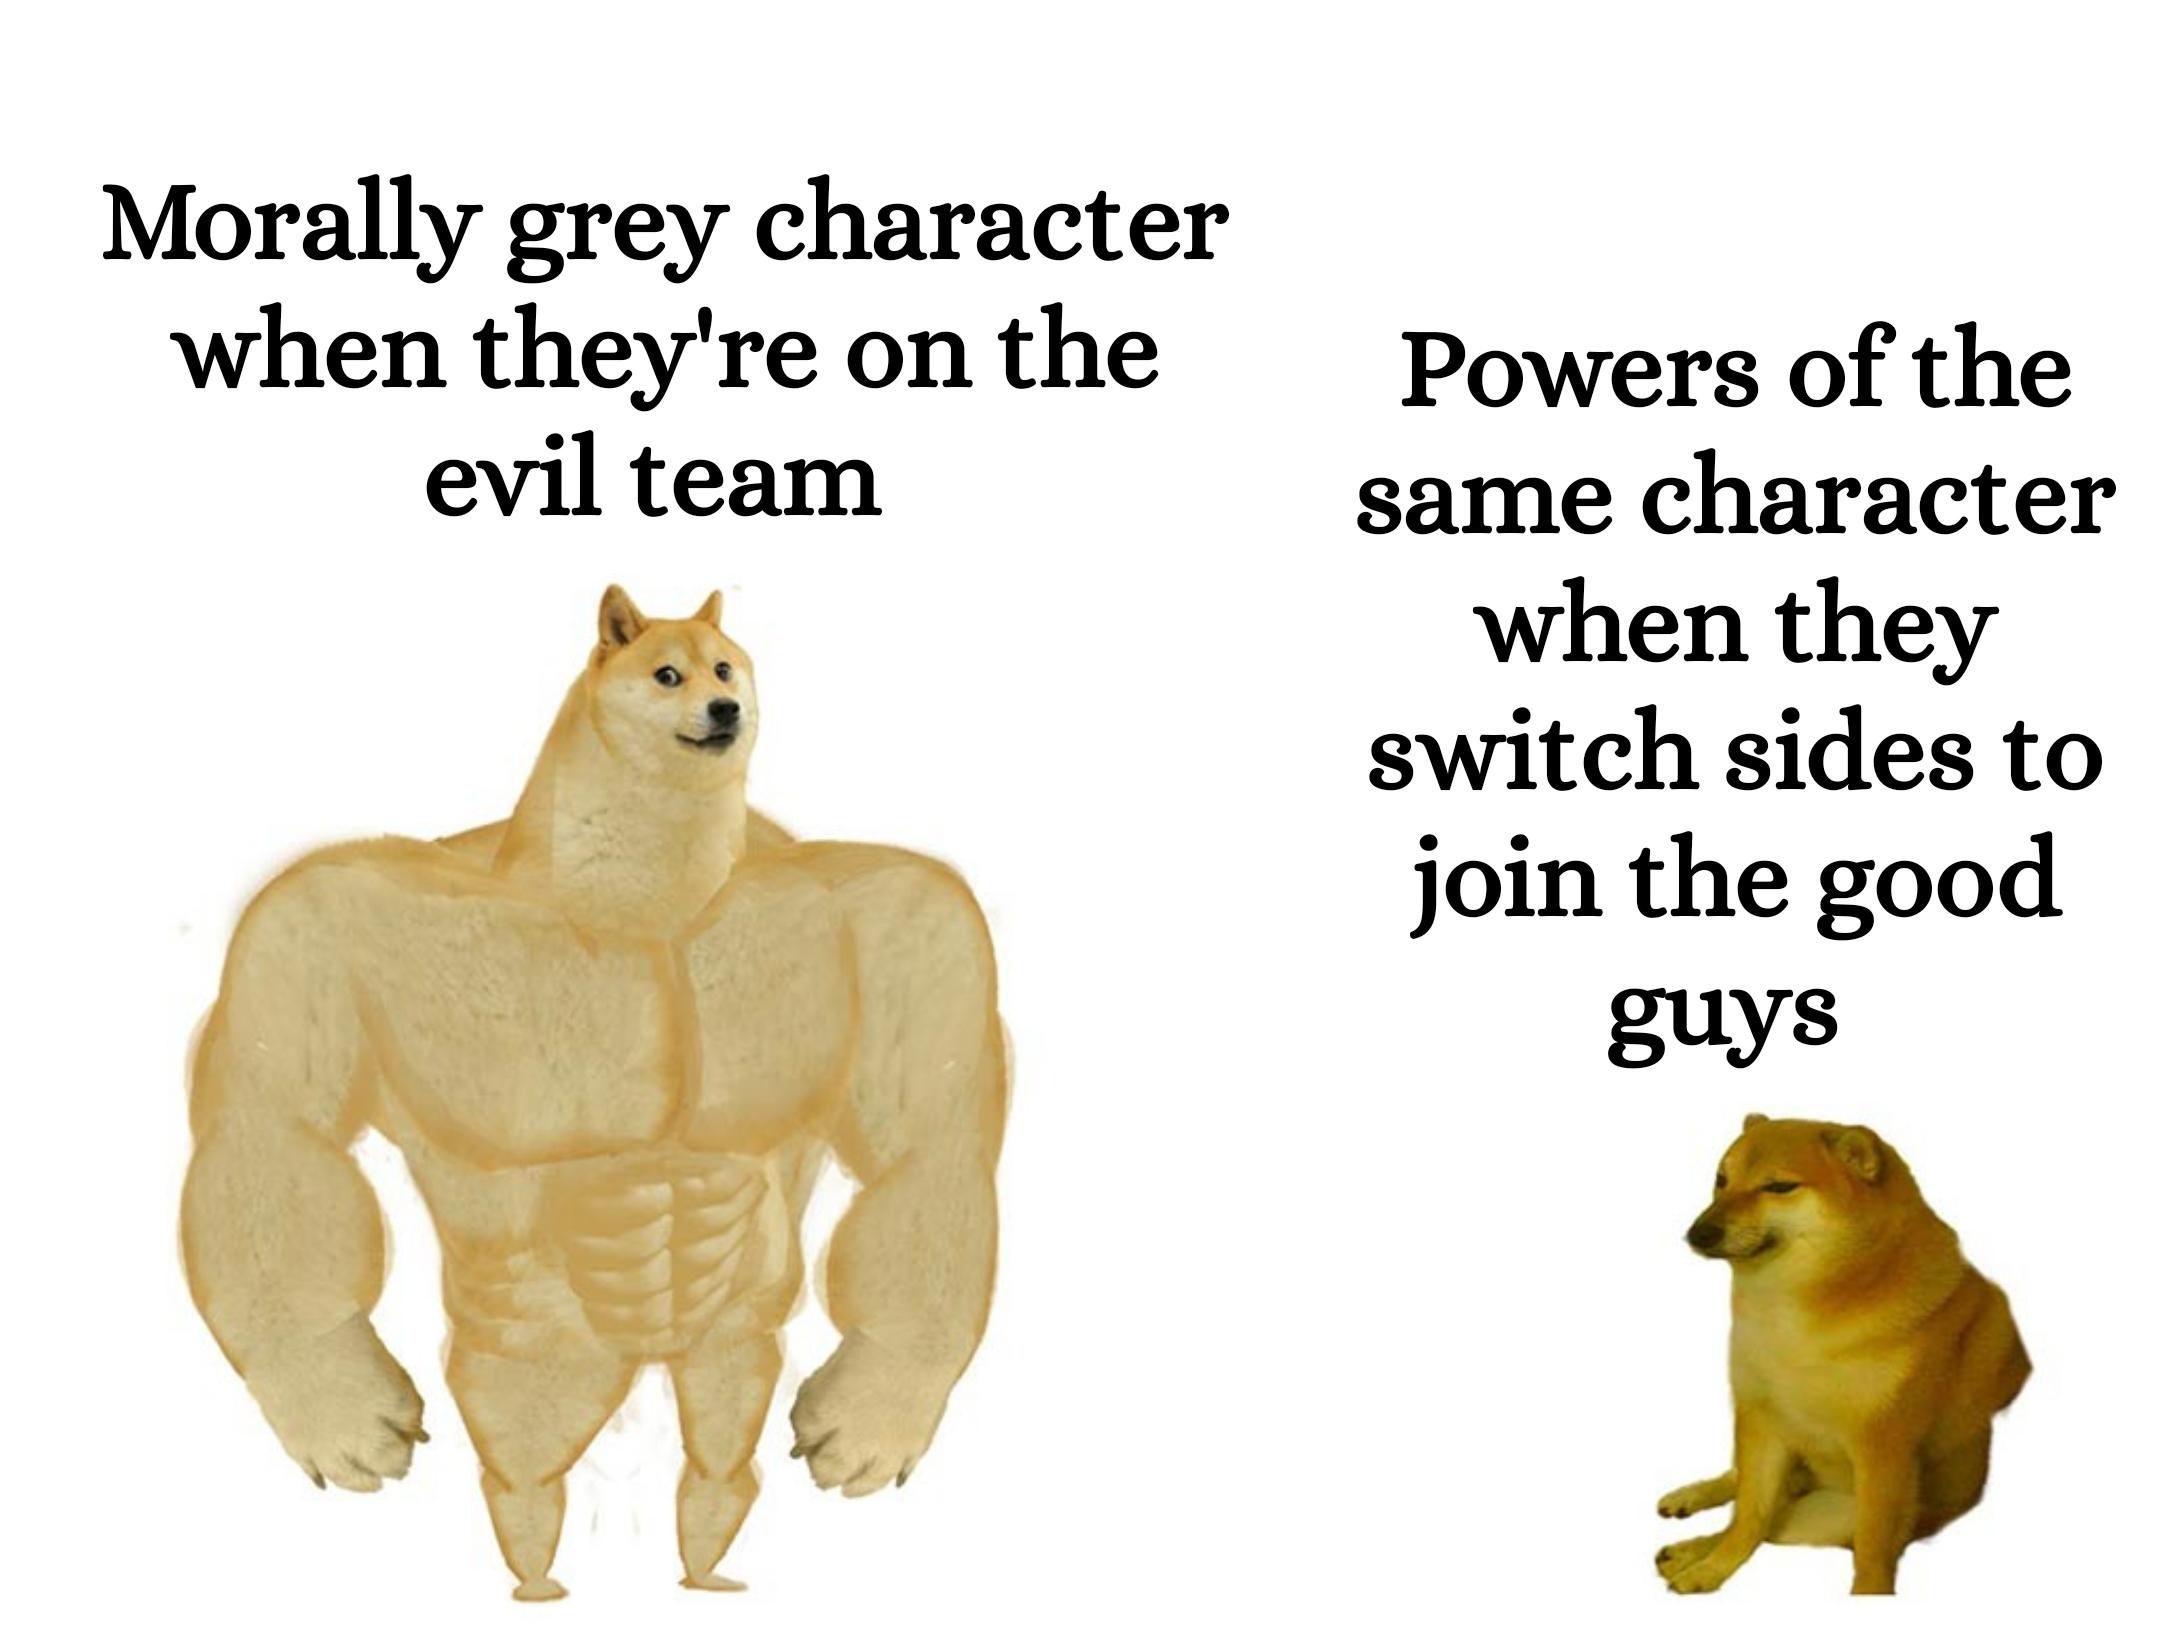 Morally grey character
when they're on the
evil team
Powers of the
same character
when they
switch sides to
join the good
guys